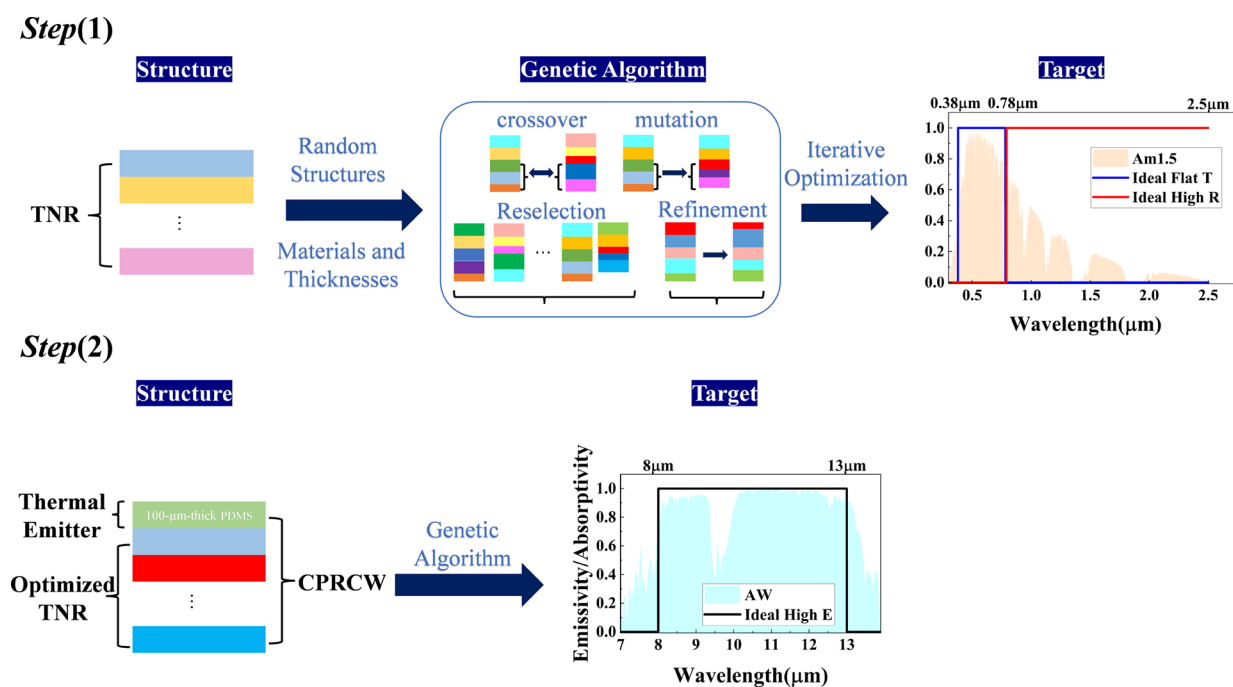 Step(1)
Structure
Genetic Algorithm
Target
TNR
⋮
Random
Structures
Materials and
Thicknesses
crossover
mutation
Reselection
Refinement
...
Iterative
Optimization
0.38μm 0.78μm 2.5μm
1.0
0.8
0.6
0.4
0.2
0.0
Am1.5
Ideal Flat T
Ideal High R
0.5 1.0 1.5 2.0 2.5
Wavelength(μm)
Step(2)
Structure
Target
Thermal
Emitter
100-μm-thick PDMS
Optimized
TNR
⋮
CPRCW
Genetic
Algorithm
Emissivity/Absorptivity
8μm 13μm
1.0
0.8
0.6
0.4
0.2
0.0
AW
Ideal High E
7 8 9 10 11 12 13
Wavelength(μm)